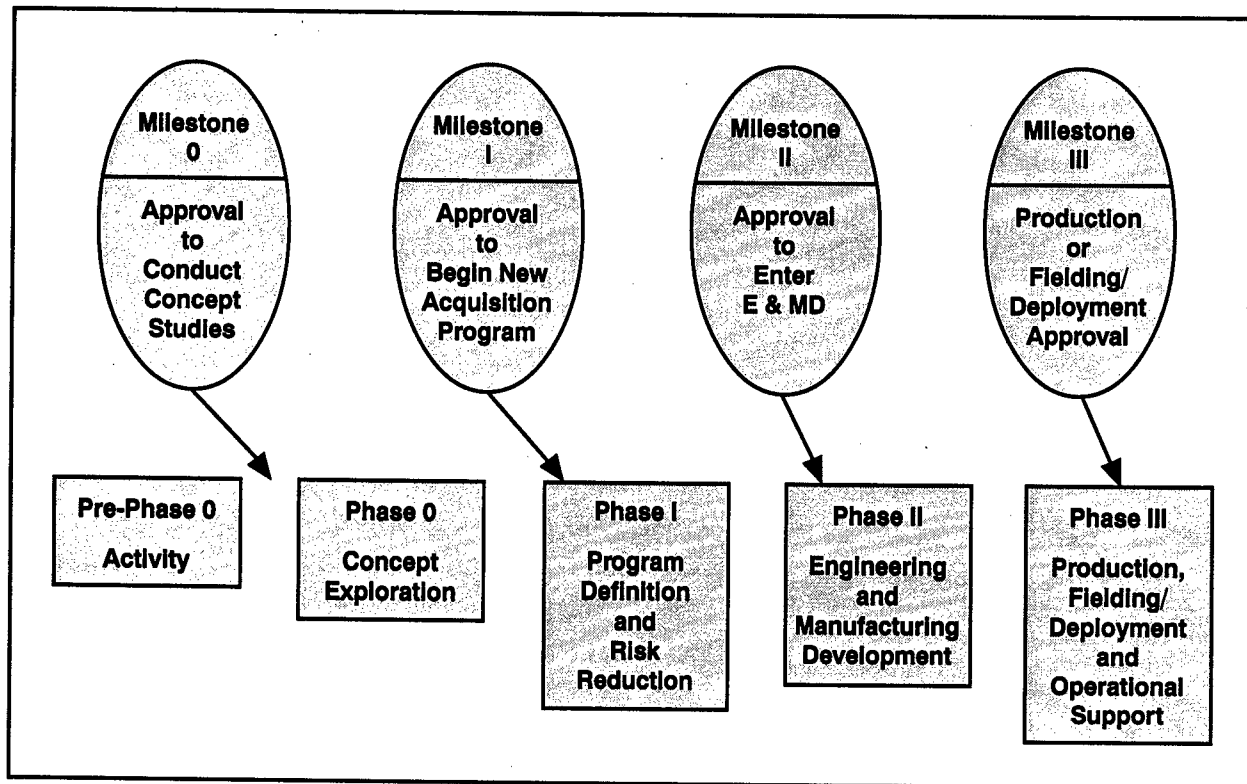 Milestone
0
Approval
to
Conduct
Concept
Studies
Milestone
I
Approval
to
Begin New
Acquisition
Program
Milestone
II
Approval
to
Enter
E & MD
Milestone
III
Production
or
Fielding/
Deployment
Approval
Pre-Phase 0
Activity
Phase 0
Concept
Exploration
Phase I
Program
Definition
and
Risk
Reduction
Phase II
Engineering
and
Manufacturing
Development
Phase III
Production,
Fielding/
Deployment
and
Operational
Support